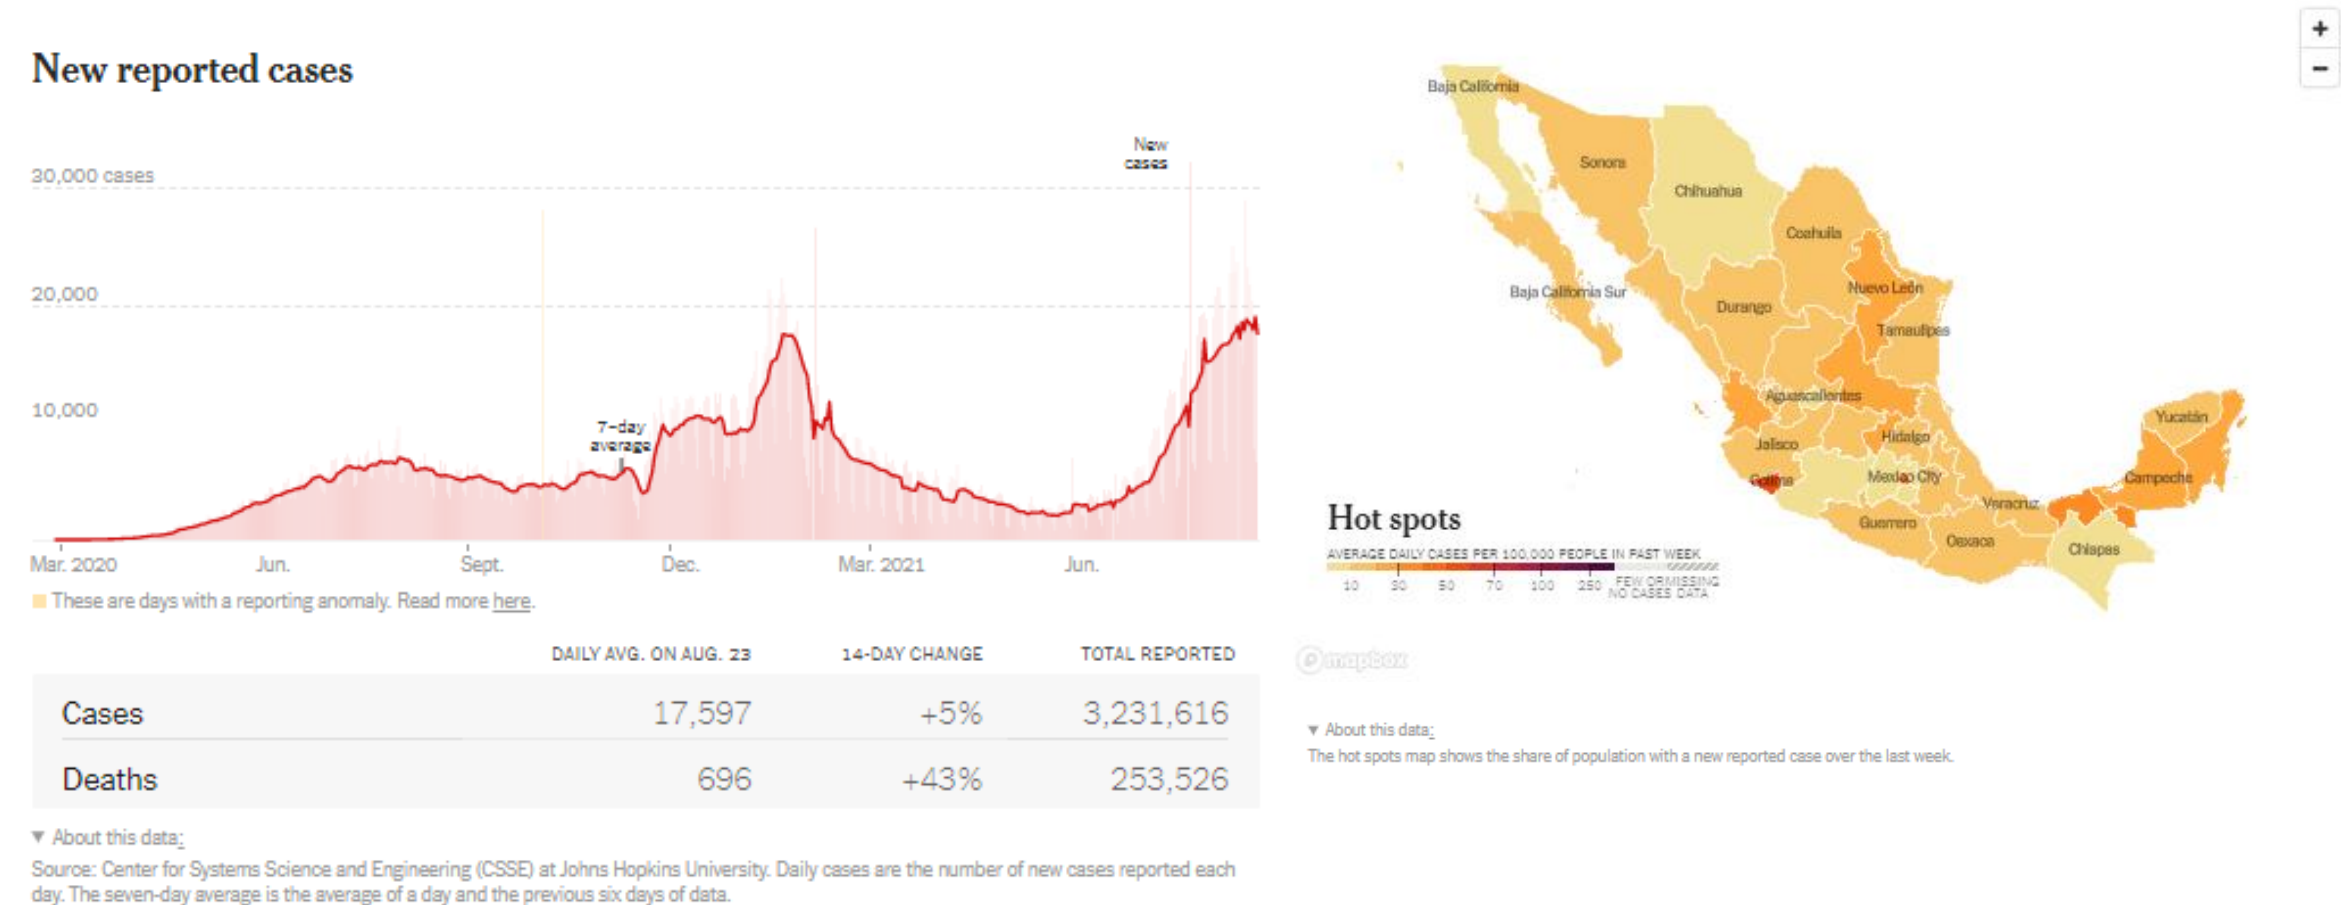 New reported cases
30,000 cases
20,000
10,000
New
cases
7–day
average
Mar. 2020
Jun.
Sept.
Dec.
Mar. 2021
Jun.
These are days with a reporting anomaly. Read more here.
DAILY AVG. ON AUG. 23 14-DAY CHANGE TOTAL REPORTED
Cases 17,597 +5% 3,231,616
Deaths 696 +43% 253,526
▼ About this data:
Source: Center for Systems Science and Engineering (CSSE) at Johns Hopkins University. Daily cases are the number of new cases reported each
day. The seven-day average is the average of a day and the previous six days of data.
+
−
Baja California
Sonora
Chihuahua
Coahuila
Baja California Sur
Nuevo León
Durango
Tamaulipas
Aguascalientes
Yucatán
Jalisco
Hidalgo
Colima
Mexico City
Campeche
Veracruz
Guerrero
Oaxaca
Chiapas
Hot spots
AVERAGE DAILY CASES PER 100,000 PEOPLE IN PAST WEEK
10 30 50 70 100 250
FEW OR
NO CASES
MISSING
DATA
mapbox
▼ About this data:
The hot spots map shows the share of population with a new reported case over the last week.